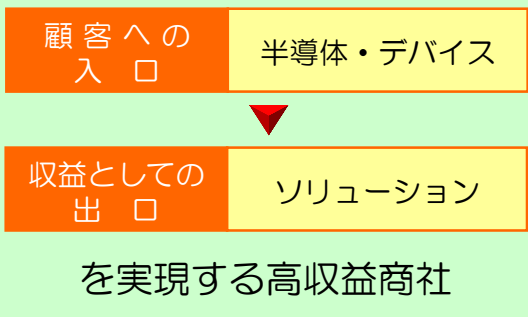 顧客への
入口
半導体・デバイス
収益としての
出口
ソリューション
を実現する高収益商社